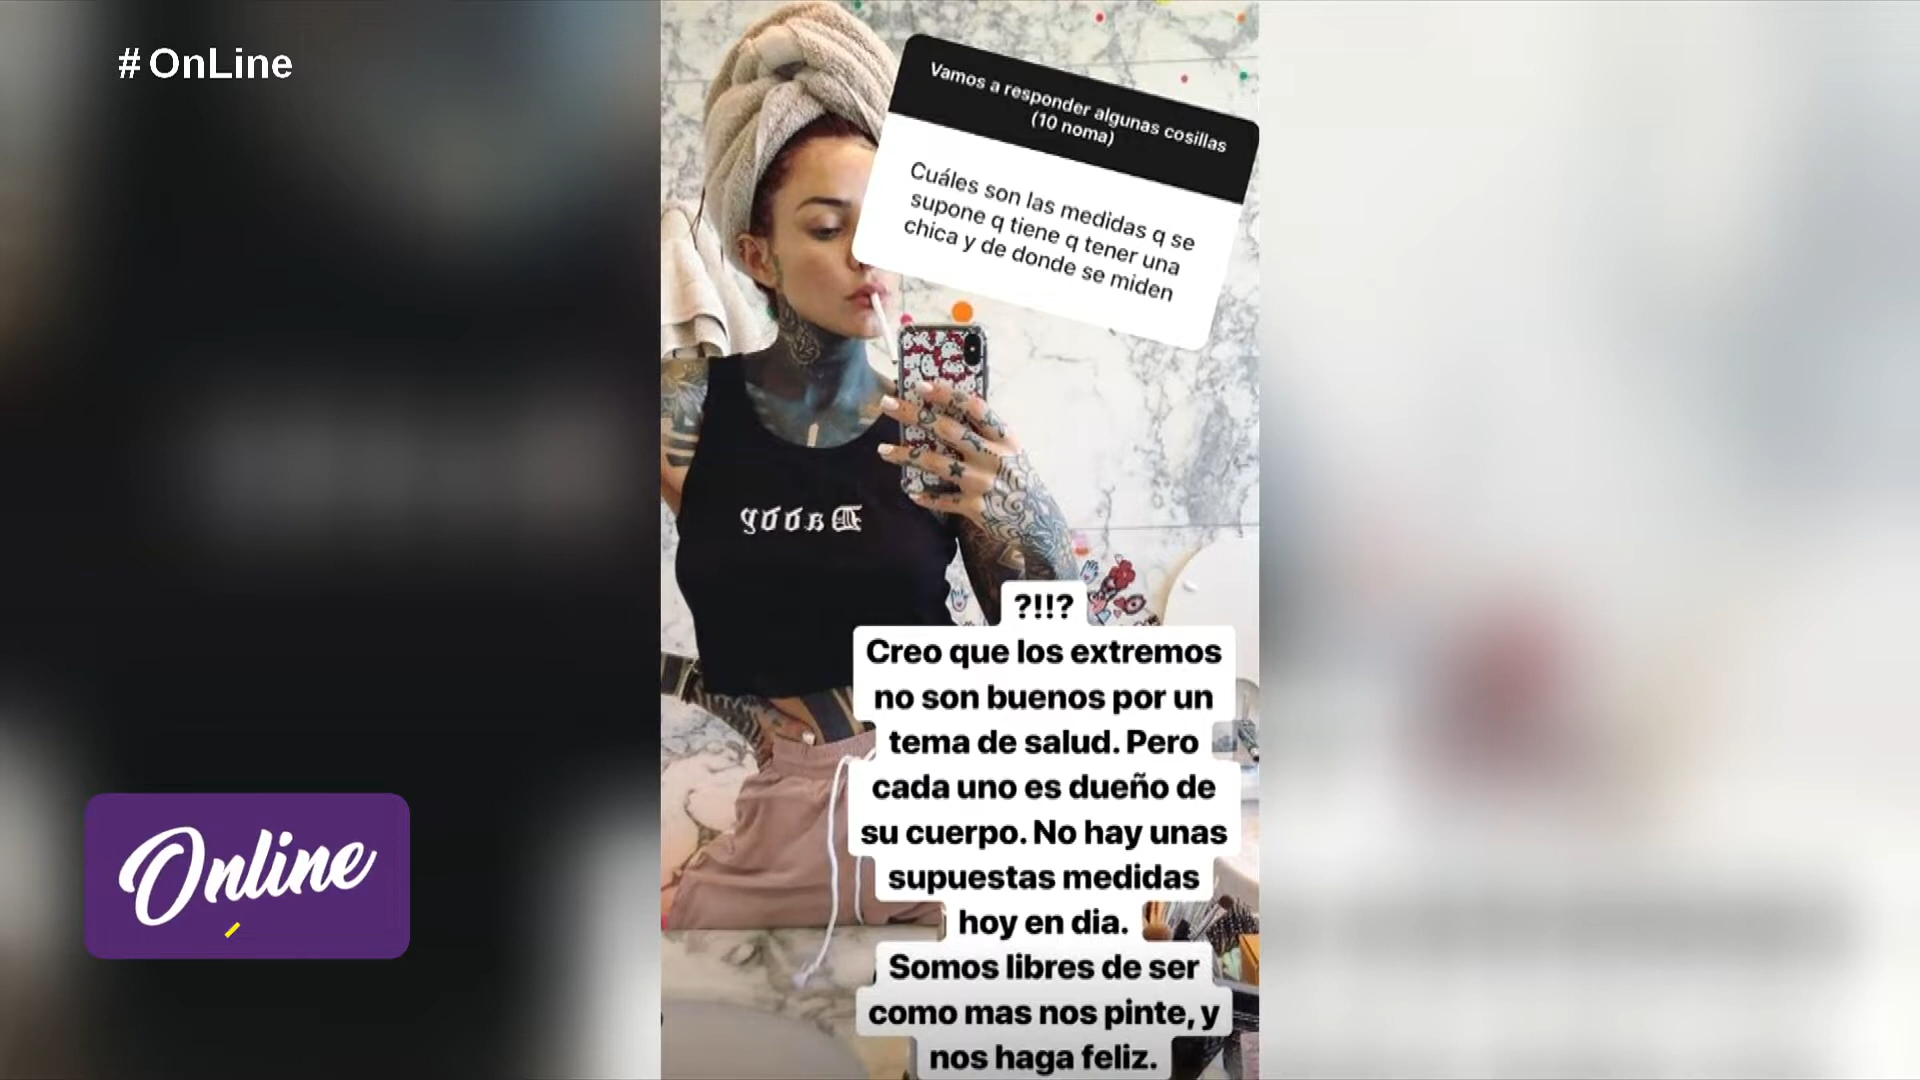 #OnLine
Vamos a responder algunas cosillas
(10 noma)
Cuáles son las medidas q se
supone q tiene q tener una
chica y de donde se miden
?!!?
Creo que los extremos
no son buenos por un
tema de salud. Pero
cada uno es dueño de
su cuerpo. No hay unas
supuestas medidas
hoy en dia.
Somos libres de ser
como mas nos pinte, y
nos haga feliz.
Online